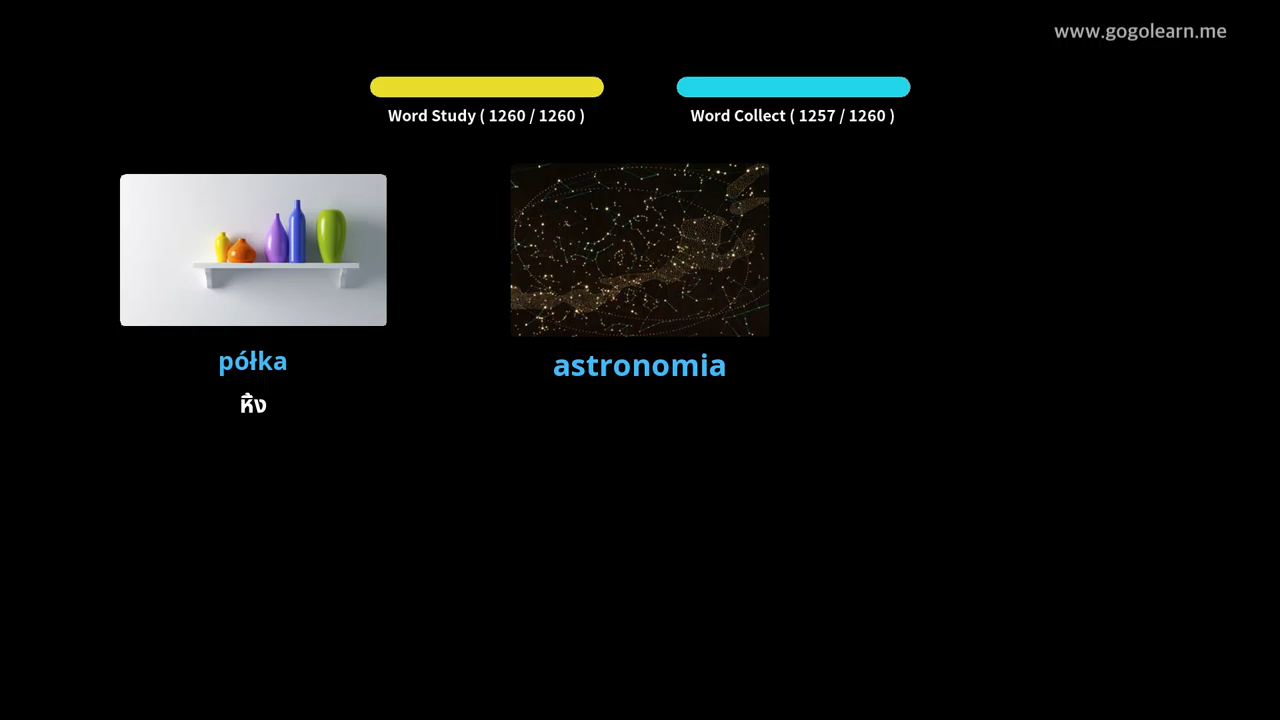 www.gogolearn.me
Word Study ( 1260 / 1260 )
Word Collect ( 1257 / 1260 )
półka
หิ้ง
astronomia